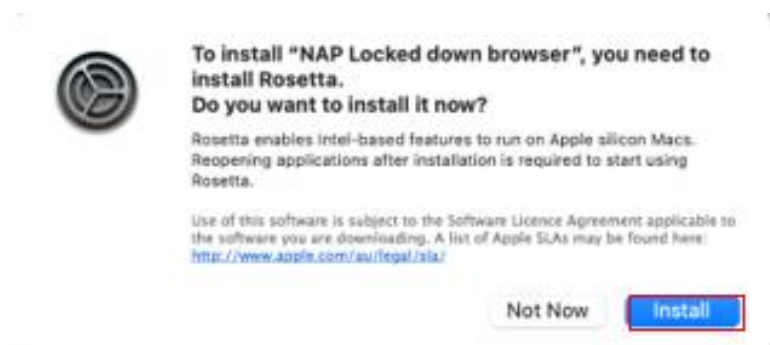 To install "NAP Locked down browser", you need to
install Rosetta.
Do you want to install it now?
Rosetta enables Intel-based features to run on Apple silicon Macs.
Reopening applications after installation is required to start using
Rosetta.
Use of this software is subject to the Software Licence Agreement applicable to
the software you are downloading. A list of Apple SLAs may be found here:
http://www.apple.com/au/legal/sla/
Not Now
Install